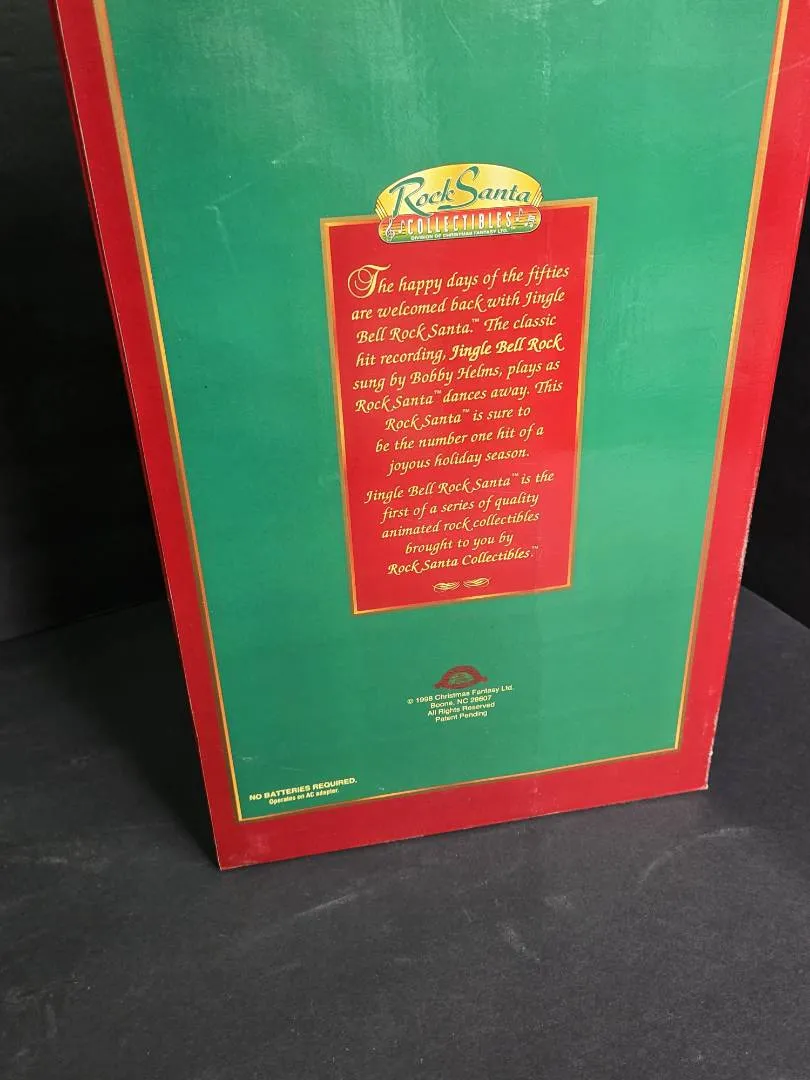 Rock Santa
COLLECTIBLES
DIVISION OF CHRISTMAS FANTASY LTD.
The happy days of the fifties
are welcomed back with Jingle
Bell Rock Santa.™ The classic
hit recording, Jingle Bell Rock
sung by Bobby Helms, plays as
Rock Santa™ dances away. This
Rock Santa™ is sure to
be the number one hit of a
joyous holiday season.
Jingle Bell Rock Santa™ is the
first of a series of quality
animated rock collectibles
brought to you by
Rock Santa Collectibles.™
© 1998 Christmas Fantasy Ltd.
Boone, NC 28607
All Rights Reserved
Patent Pending
NO BATTERIES REQUIRED.
Operates on AC adapter.